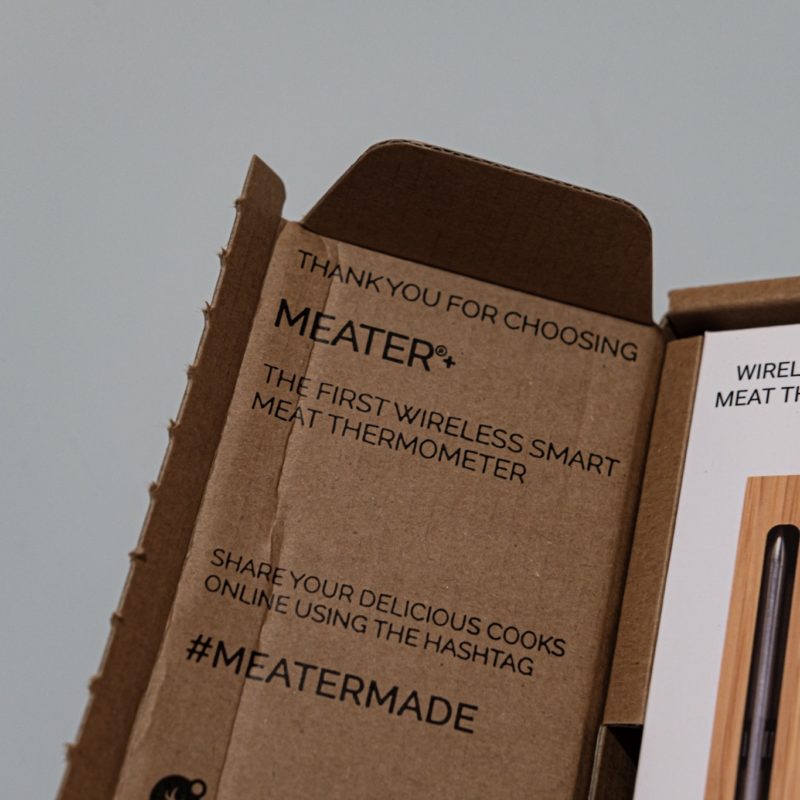 THANK YOU FOR CHOOSING
MEATER®+
THE FIRST WIRELESS SMART
MEAT THERMOMETER
SHARE YOUR DELICIOUS COOKS
ONLINE USING THE HASHTAG
#MEATERMADE
MEAT